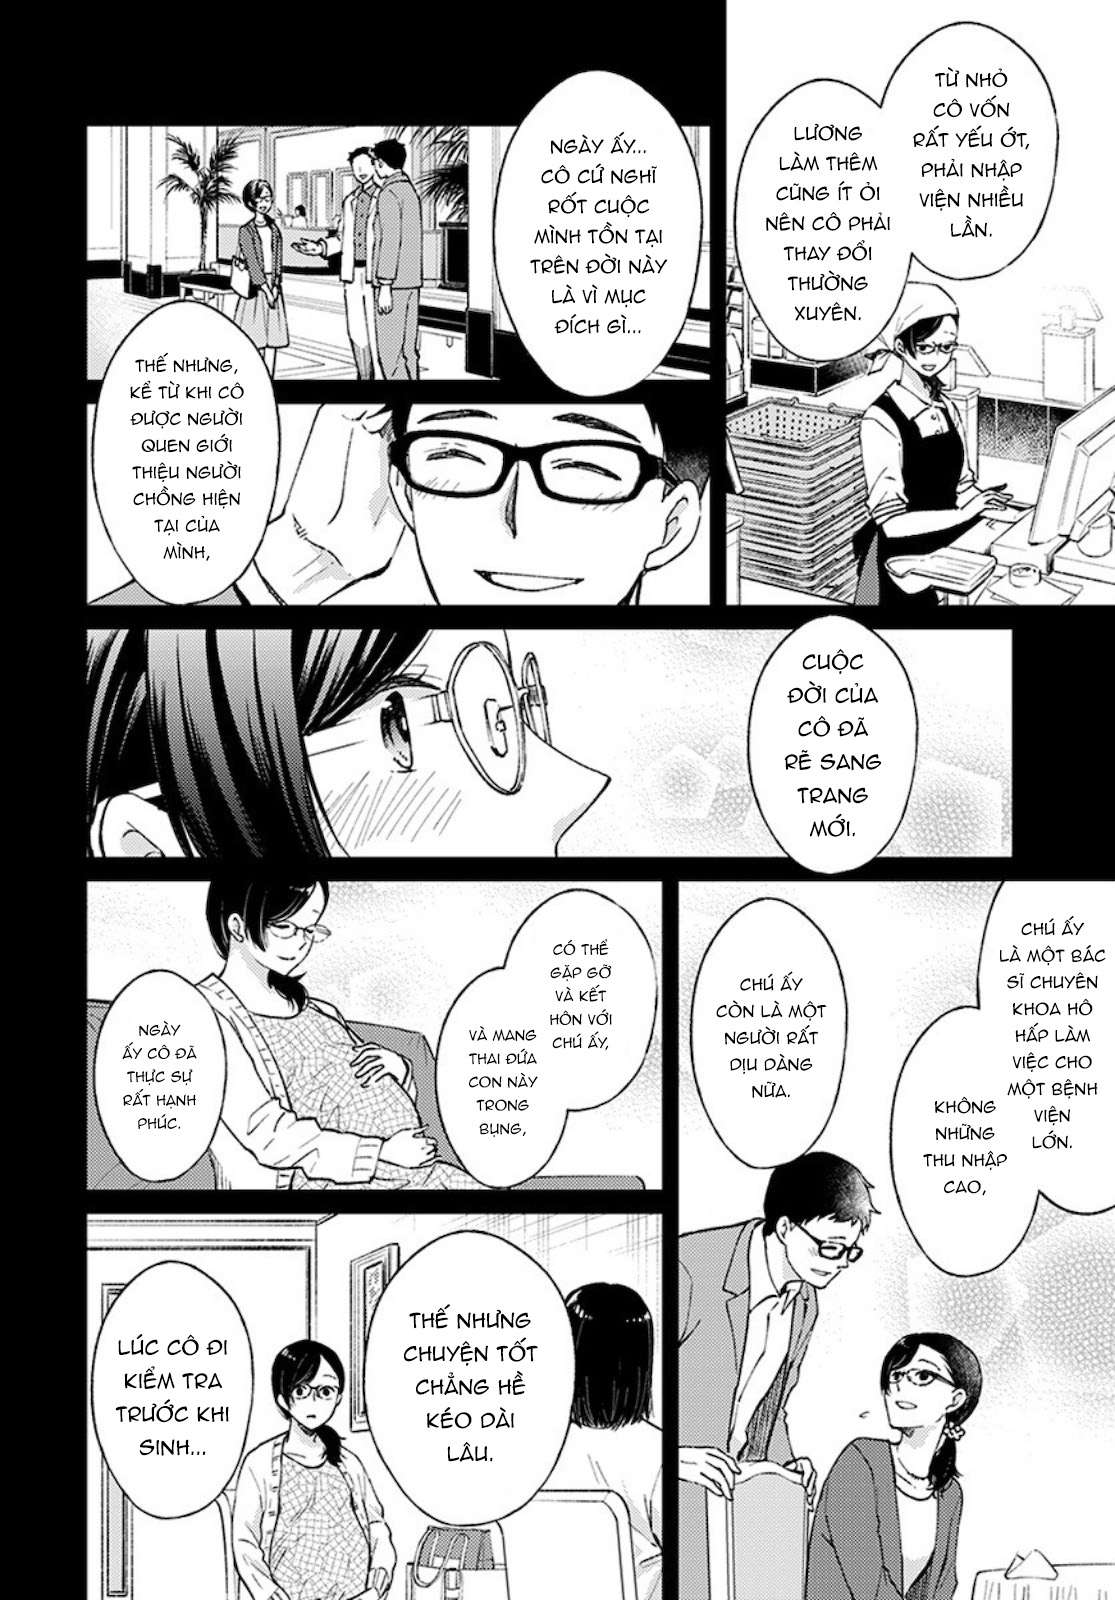 TỪ NHỎ
CÔ VỐN
RẤT YẾU ỚT,
PHẢI NHẬP
VIỆN NHIỀU
LẦN.
LƯƠNG
LÀM THÊM
CŨNG ÍT ỎI
NÊN CÔ PHẢI
THAY ĐỔI
THƯỜNG
XUYÊN.
NGÀY ẤY...
CÔ CỨ NGHĨ
RỐT CUỘC
MÌNH TỒN TẠI
TRÊN ĐỜI NÀY
LÀ VÌ MỤC
ĐÍCH GÌ...
THẾ NHƯNG,
KỂ TỪ KHI CÔ
ĐƯỢC NGƯỜI
QUEN GIỚI
THIỆU NGƯỜI
CHỒNG HIỆN
TẠI CỦA
MÌNH,
CUỘC
ĐỜI CỦA
CÔ ĐÃ
RẼ SANG
TRANG
MỚI.
CHÚ ẤY
LÀ MỘT BÁC
SĨ CHUYÊN
KHOA HÔ
HẤP LÀM
VIỆC CHO
MỘT BỆNH
VIỆN
LỚN.
KHÔNG
NHỮNG
THU NHẬP
CAO,
CHÚ ẤY
CÒN LÀ MỘT
NGƯỜI RẤT
DỊU DÀNG
NỮA.
CÓ THỂ
GẶP GỠ
VÀ KẾT
HÔN VỚI
CHÚ ẤY,
VÀ MANG
THAI ĐỨA
CON NÀY
TRONG
BỤNG,
NGÀY
ẤY CÔ ĐÃ
THỰC SỰ
RẤT HẠNH
PHÚC.
THẾ NHƯNG
CHUYỆN TỐT
CHẲNG HỀ
KÉO DÀI
LÂU.
LÚC CÔ ĐI
KIỂM TRA
TRƯỚC KHI
SINH...